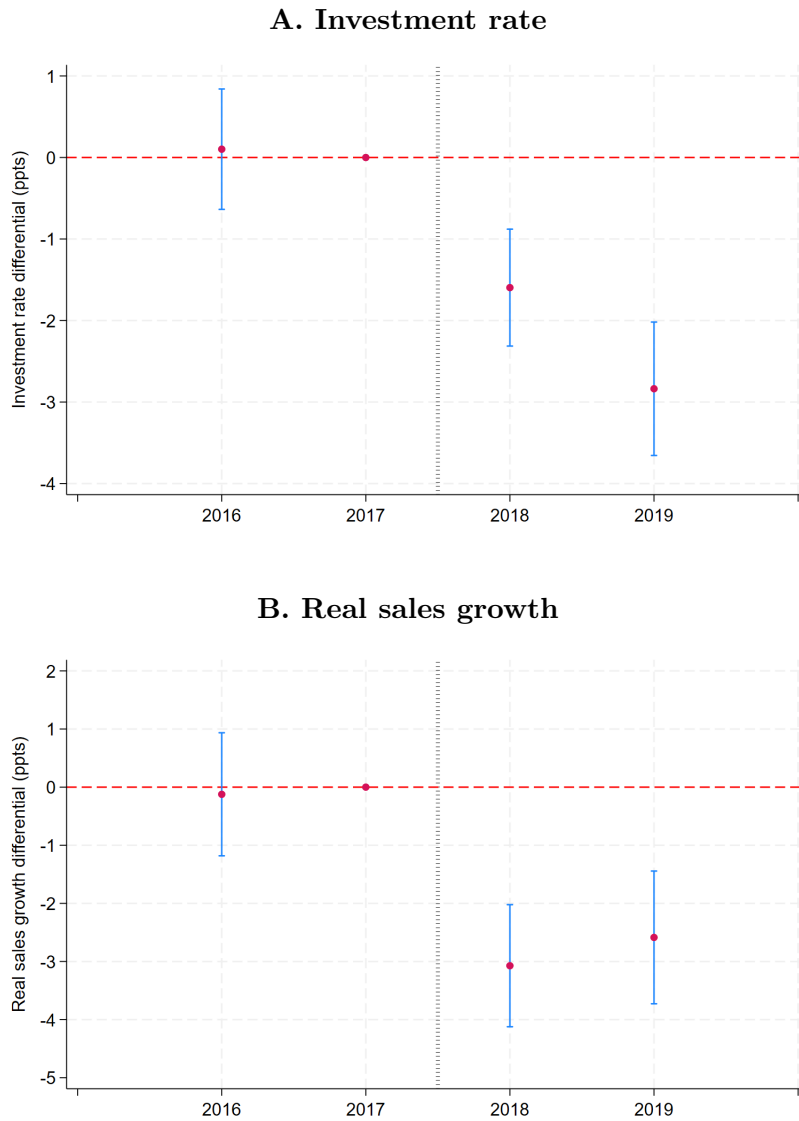 A. Investment rate
Investment rate differential (ppts)
1
0
-1
-2
-3
-4
2016 2017 2018 2019
B. Real sales growth
Real sales growth differential (ppts)
2
1
0
-1
-2
-3
-4
-5
2016 2017 2018 2019